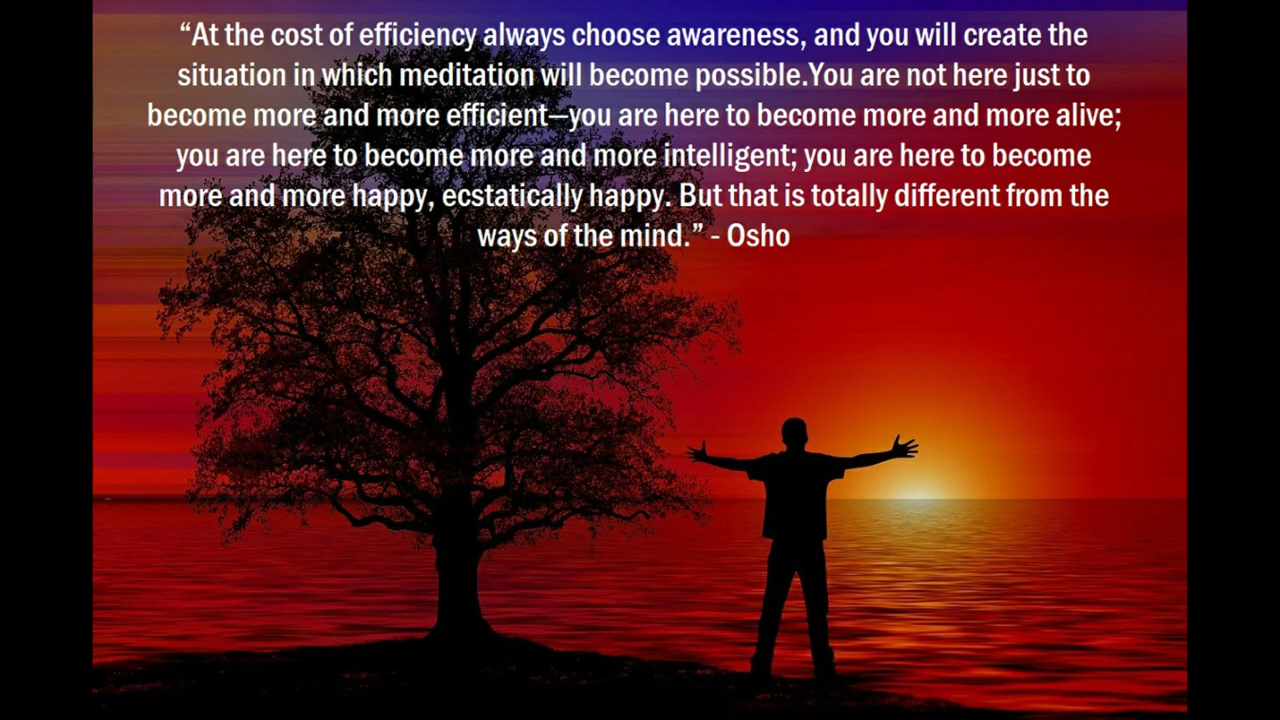 “At the cost of efficiency always choose awareness, and you will create the
situation in which meditation will become possible.You are not here just to
become more and more efficient—you are here to become more and more alive;
you are here to become more and more intelligent; you are here to become
more and more happy, ecstatically happy. But that is totally different from the
ways of the mind.” - Osho